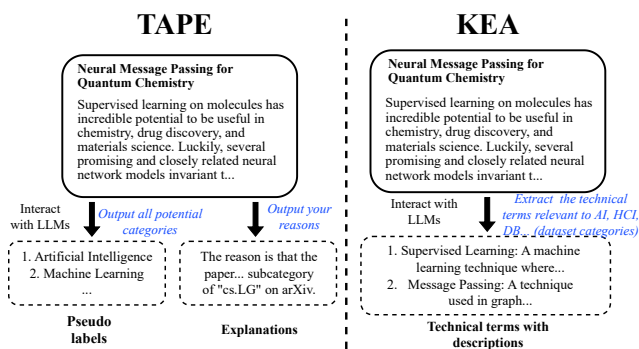 TAPE
Neural Message Passing for
Quantum Chemistry
Supervised learning on molecules has
incredible potential to be useful in
chemistry, drug discovery, and
materials science. Luckily, several
promising and closely related neural
network models invariant t...
Interact
with LLMs
Output all potential
categories
Output your
reasons
1. Artificial Intelligence
2. Machine Learning
...
The reason is that the
paper... subcategory
of "cs.LG" on arXiv.
Pseudo
labels
Explanations
KEA
Neural Message Passing for
Quantum Chemistry
Supervised learning on molecules has
incredible potential to be useful in
chemistry, drug discovery, and
materials science. Luckily, several
promising and closely related neural
network models invariant t...
Interact
with LLMs
Extract the technical
terms relevant to AI, HCI,
DB... (dataset categories)
1. Supervised Learning: A machine
learning technique where...
2. Message Passing: A technique
used in graph...
Technical terms with
descriptions